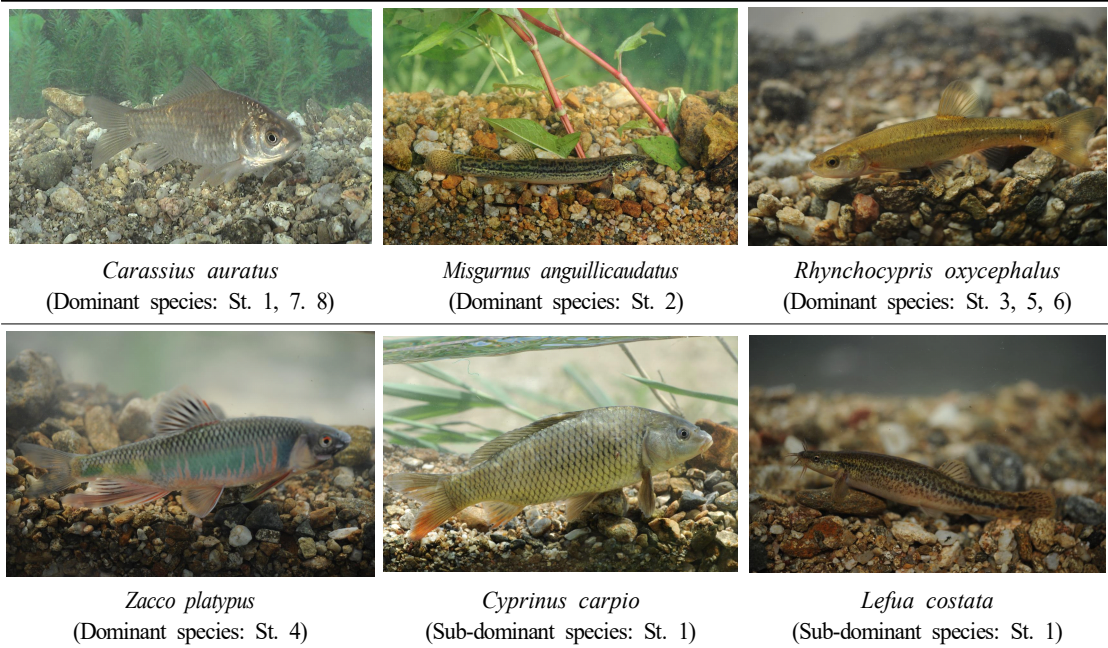 Carassius auratus
(Dominant species: St. 1, 7. 8)
Misgurnus anguillicaudatus
(Dominant species: St. 2)
Rhynchocypris oxycephalus
(Dominant species: St. 3, 5, 6)
Zacco platypus
(Dominant species: St. 4)
Cyprinus carpio
(Sub-dominant species: St. 1)
Lefua costata
(Sub-dominant species: St. 1)